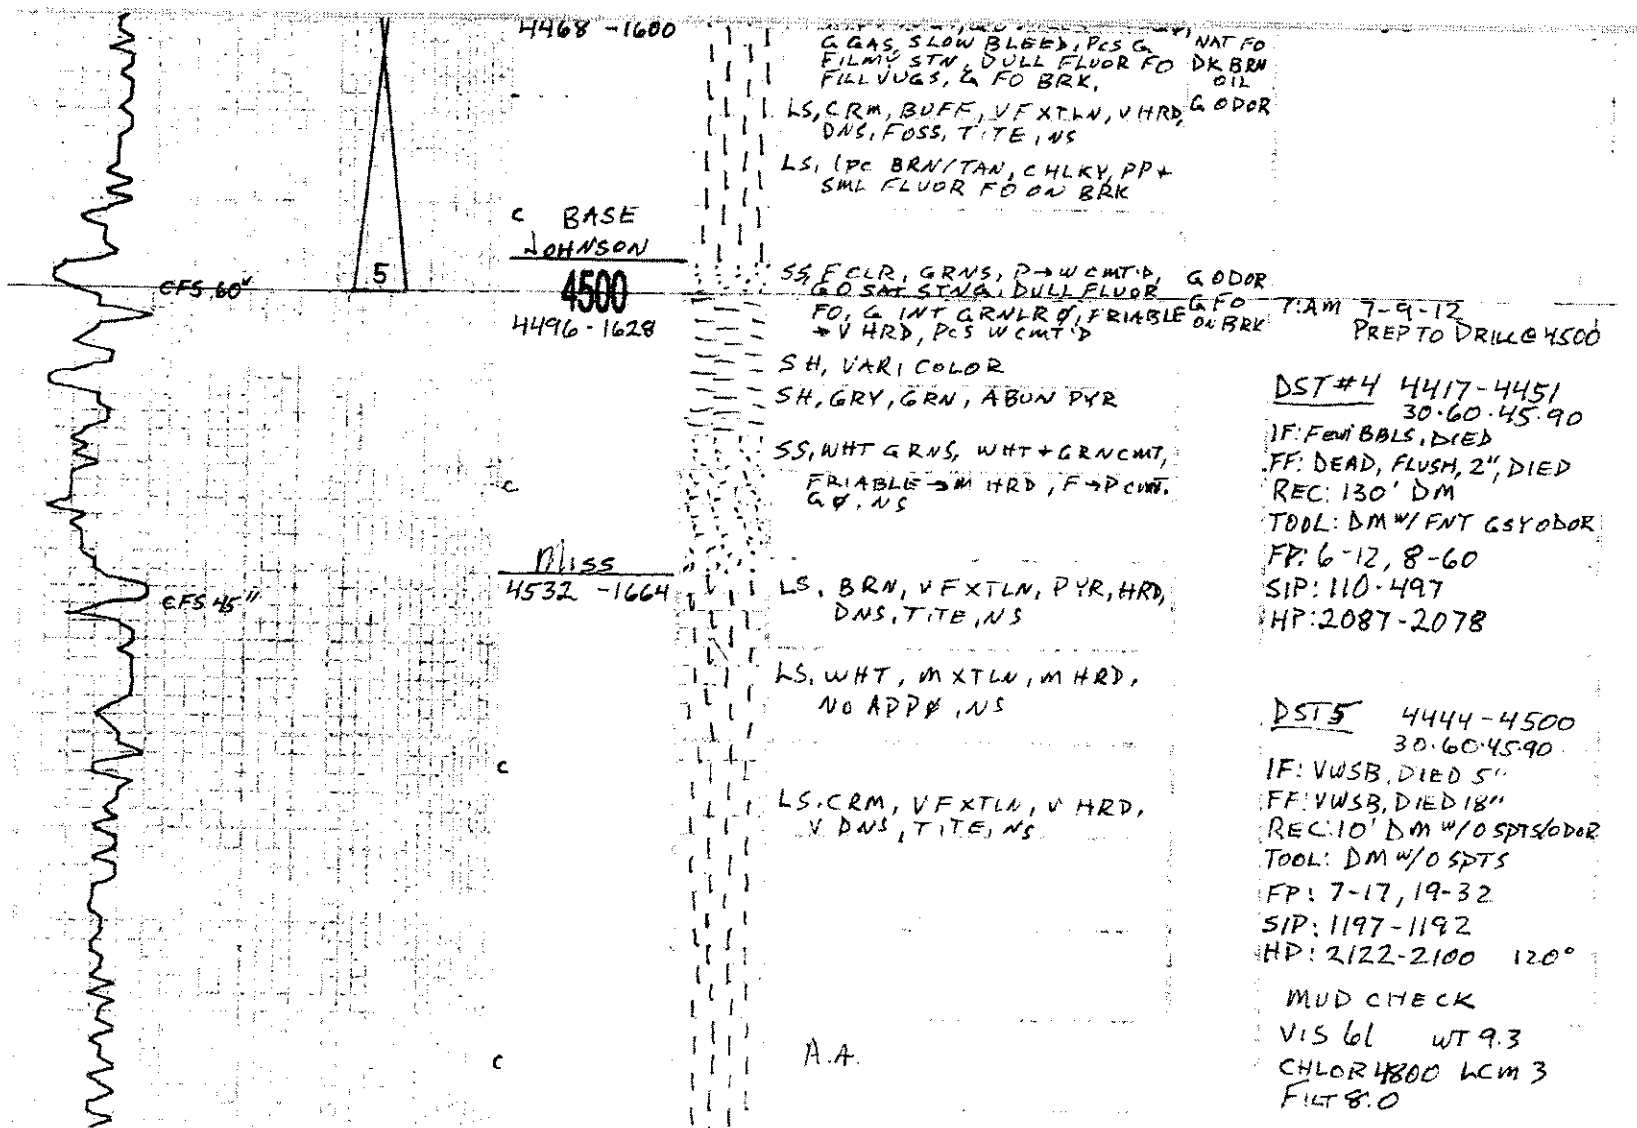 4468 -1600
G GAS, SLOW BLEED, PCS G
FILMY STN, DULL FLUOR FO
FILL VUGS, G FO BRK.
NAT FO
DK BRN
OIL
G ODOR
LS, CRM, BUFF, VFXTLN, V HRD,
DNS, FOSS, TITE, NS
LS, 1PC BRN/TAN, CHLKY, PP +
SML FLUOR FO ON BRK
C BASE
JOHNSON
5
CFS 60"
4500
4496 -1628
SS, F CLR, GRNS, P→W CMT'D,
GO SAT STNG, DULL FLUOR
FO, G INT GRNLR Ø, FRIABLE
→ V HRD, PCS W CMT'D
G ODOR
G FO
ON BRK
7:AM 7-9-12
PREP TO DRILL @ 4500
SH, VARI COLOR
SH, GRY, GRN, ABUN PYR
SS, WHT GRNS, WHT + GRN CMT,
FRIABLE → M HRD, F→P CMT.
G Ø, NS
C
DST #4 4417-4451
30-60-45-90
IF: FEW BBLS, DIED
FF: DEAD, FLUSH, 2", DIED
REC: 130' DM
TOOL: DM W/ FNT GSY ODOR
FP: 6-12, 8-60
SIP: 110-497
HP: 2087-2078
MISS
4532 -1664
CFS 45"
LS, BRN, VFXTLN, PYR, HRD,
DNS, TITE, NS
LS, WHT, MXTLN, M HRD,
NO APP Ø, NS
C
LS, CRM, VFXTLN, V HRD,
V DNS, TITE, NS
DST 5 4444-4500
30-60-45-90
IF: VWSB, DIED 5"
FF: VWSB, DIED 18"
REC: 10' DM W/ O SPTS/ODOR
TOOL: DM W/ O SPTS
FP: 7-17, 19-32
SIP: 1197-1192
HP: 2122-2100 120°
MUD CHECK
VIS 61 WT 9.3
CHLOR 4800 LCM 3
FILT 8.0
C
A.A.